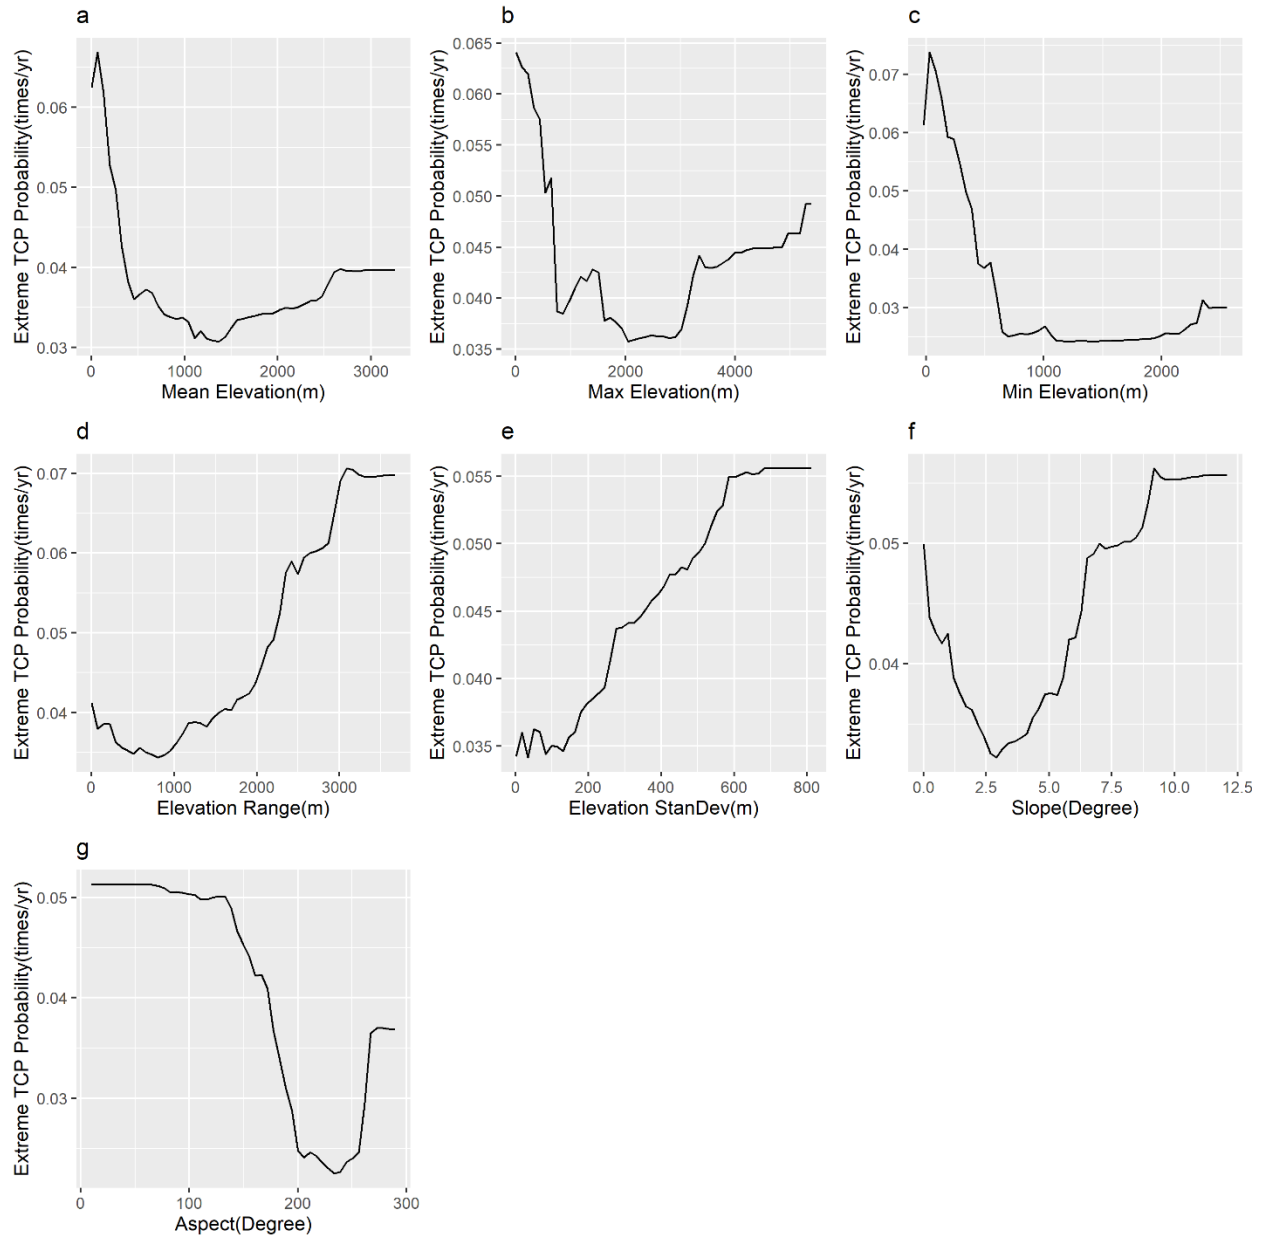 a
Extreme TCP Probability(times/yr)
0.06
0.05
0.04
0.03
0 1000 2000 3000
Mean Elevation(m)
b
Extreme TCP Probability(times/yr)
0.065
0.060
0.055
0.050
0.045
0.040
0.035
0 2000 4000
Max Elevation(m)
c
Extreme TCP Probability(times/yr)
0.07
0.06
0.05
0.04
0.03
0 1000 2000
Min Elevation(m)
d
Extreme TCP Probability(times/yr)
0.07
0.06
0.05
0.04
0 1000 2000 3000
Elevation Range(m)
e
Extreme TCP Probability(times/yr)
0.055
0.050
0.045
0.040
0.035
0 200 400 600 800
Elevation StanDev(m)
f
Extreme TCP Probability(times/yr)
0.05
0.04
0.0 2.5 5.0 7.5 10.0 12.5
Slope(Degree)
g
Extreme TCP Probability(times/yr)
0.05
0.04
0.03
0 100 200 300
Aspect(Degree)